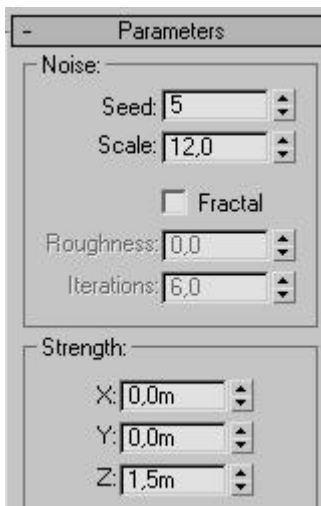 - Parameters
Noise:
Seed: 5
Scale: 12,0
Fractal
Roughness: 0,0
Iterations: 6,0
Strength:
X: 0,0m
Y: 0,0m
Z: 1,5m